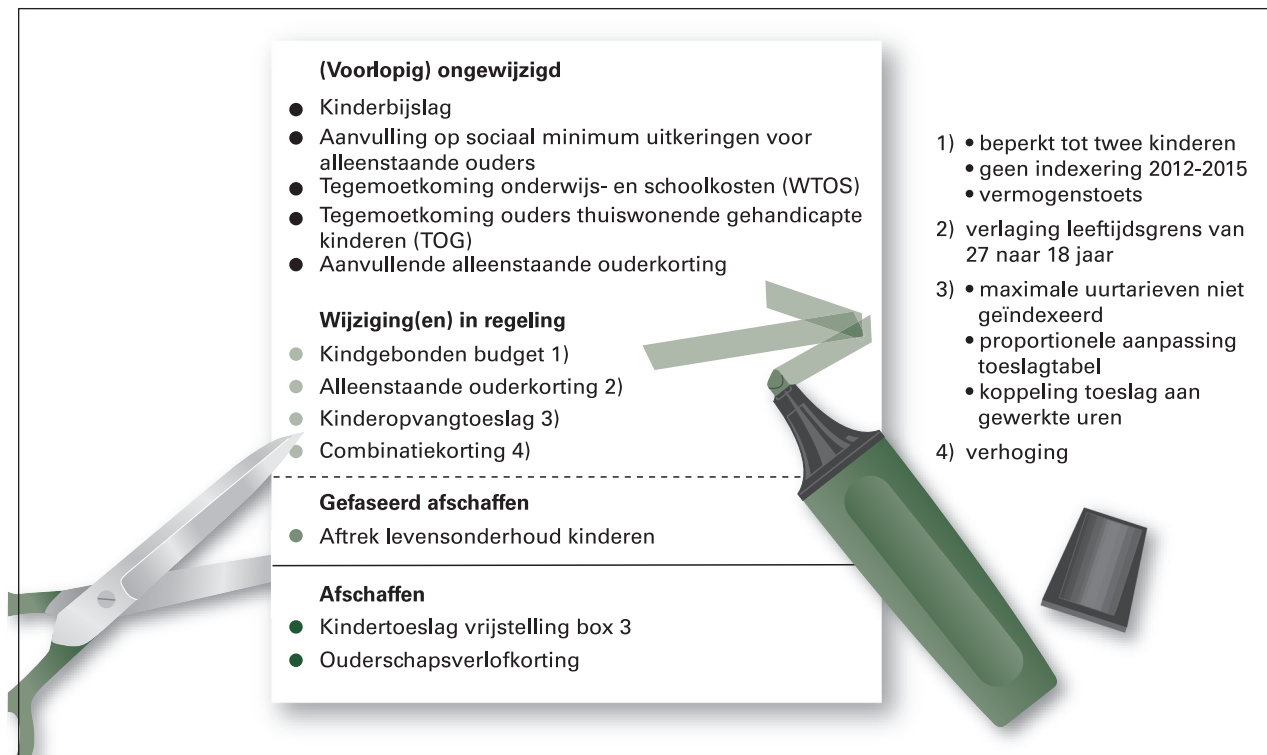 (Voorlopig) ongewijzigd
● Kinderbijslag
● Aanvulling op sociaal minimum uitkeringen voor
alleenstaande ouders
● Tegemoetkoming onderwijs- en schoolkosten (WTOS)
● Tegemoetkoming ouders thuiswonende gehandicapte
kinderen (TOG)
● Aanvullende alleenstaande ouderkorting
Wijziging(en) in regeling
● Kindgebonden budget 1)
● Alleenstaande ouderkorting 2)
● Kinderopvangtoeslag 3)
● Combinatiekorting 4)
Gefaseerd afschaffen
● Aftrek levensonderhoud kinderen
Afschaffen
● Kindertoeslag vrijstelling box 3
● Ouderschapsverlofkorting
1) • beperkt tot twee kinderen
• geen indexering 2012-2015
• vermogenstoets
2) verlaging leeftijdsgrens van
27 naar 18 jaar
3) • maximale uurtarieven niet
geïndexeerd
• proportionele aanpassing
toeslagtabel
• koppeling toeslag aan
gewerkte uren
4) verhoging